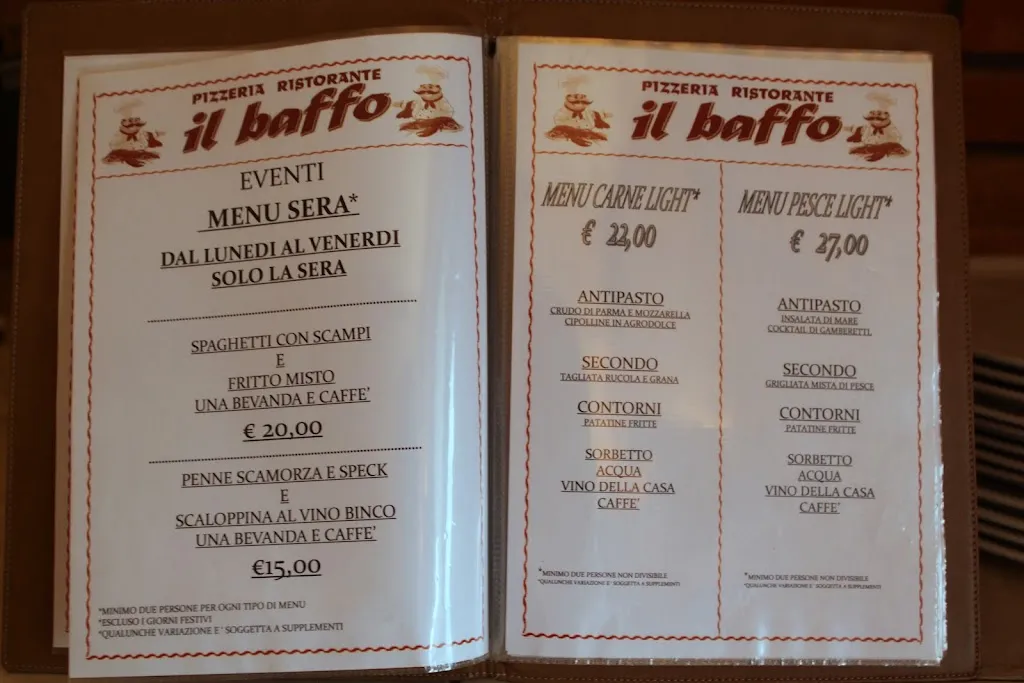 PIZZERIA RISTORANTE
il baffo
EVENTI
MENU SERA*
DAL LUNEDI AL VENERDI
SOLO LA SERA
SPAGHETTI CON SCAMPI
E
FRITTO MISTO
UNA BEVANDA E CAFFE'
€ 20,00
PENNE SCAMORZA E SPECK
E
SCALOPPINA AL VINO BINCO
UNA BEVANDA E CAFFE'
€15,00
*MINIMO DUE PERSONE PER OGNI TIPO DI MENU
*ESCLUSO I GIORNI FESTIVI
*QUALUNCHE VARIAZIONE E' SOGGETTA A SUPPLEMENTI
PIZZERIA RISTORANTE
il baffo
MENU CARNE LIGHT*
€ 22,00
ANTIPASTO
CRUDO DI PARMA E MOZZARELLA
CIPOLLINE IN AGRODOLCE
SECONDO
TAGLIATA RUCOLA E GRANA
CONTORNI
PATATINE FRITTE
SORBETTO
ACQUA
VINO DELLA CASA
CAFFE'
*MINIMO DUE PERSONE NON DIVISIBILE
*QUALUNCHE VARIAZIONE E' SOGGETTA A SUPPLEMENTI
MENU PESCE LIGHT*
€ 27,00
ANTIPASTO
INSALATA DI MARE
COCKTAIL DI GAMBERETTI
SECONDO
GRIGLIATA MISTA DI PESCE
CONTORNI
PATATINE FRITTE
SORBETTO
ACQUA
VINO DELLA CASA
CAFFE'
*MINIMO DUE PERSONE NON DIVISIBILE
*QUALUNCHE VARIAZIONE E' SOGGETTA A SUPPLEMENTI